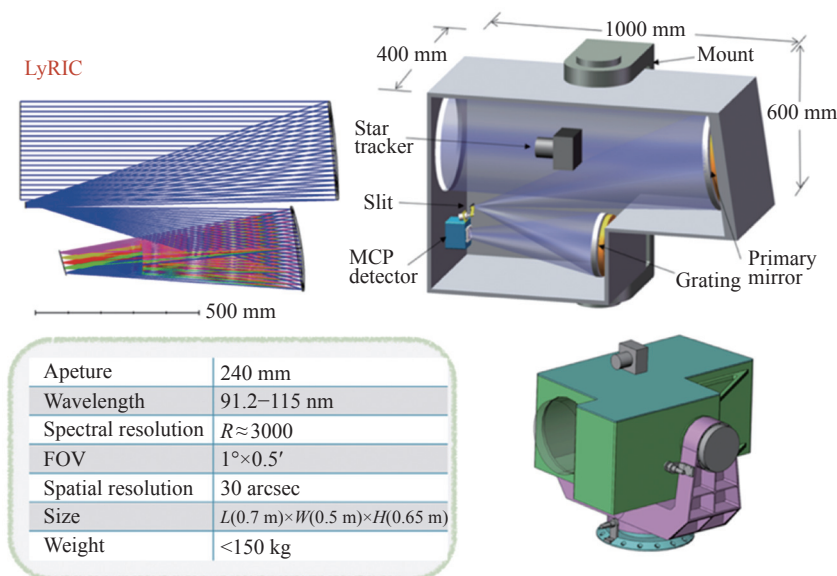 LyRIC
500 mm
1000 mm
400 mm
Mount
600 mm
Star
tracker
Slit
MCP
detector
Grating
Primary
mirror
Apeture 240 mm
Wavelength 91.2−115 nm
Spectral resolution R≈3000
FOV 1°×0.5′
Spatial resolution 30 arcsec
Size L(0.7 m)×W(0.5 m)×H(0.65 m)
Weight <150 kg